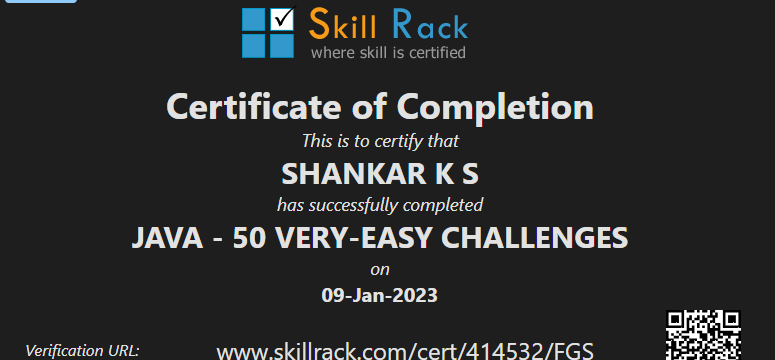 Skill Rack
where skill is certified
Certificate of Completion
This is to certify that
SHANKAR K S
has successfully completed
JAVA - 50 VERY-EASY CHALLENGES
on
09-Jan-2023
Verification URL: www.skillrack.com/cert/414532/FGS